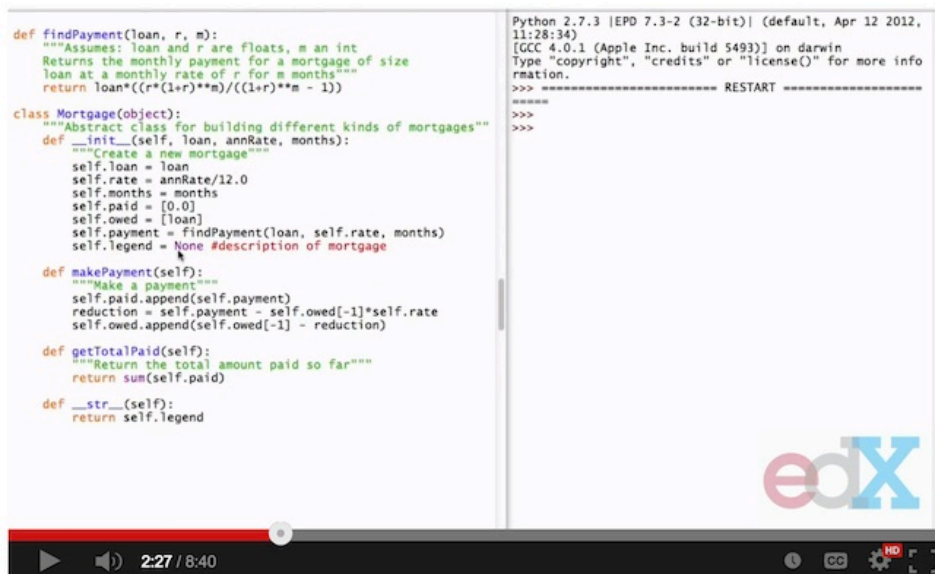 def findPayment(loan, r, m):
"""Assumes: loan and r are floats, m an int
Returns the monthly payment for a mortgage of size
loan at a monthly rate of r for m months"""
return loan*((r*(1+r)**m)/((1+r)**m - 1))
class Mortgage(object):
"""Abstract class for building different kinds of mortgages""
def __init__(self, loan, annRate, months):
"""Create a new mortgage"""
self.loan = loan
self.rate = annRate/12.0
self.months = months
self.paid = [0.0]
self.owed = [loan]
self.payment = findPayment(loan, self.rate, months)
self.legend = None #description of mortgage
def makePayment(self):
"""Make a payment"""
self.paid.append(self.payment)
reduction = self.payment - self.owed[-1]*self.rate
self.owed.append(self.owed[-1] - reduction)
def getTotalPaid(self):
"""Return the total amount paid so far"""
return sum(self.paid)
def __str__(self):
return self.legend
Python 2.7.3 |EPD 7.3-2 (32-bit)| (default, Apr 12 2012,
11:28:34)
[GCC 4.0.1 (Apple Inc. build 5493)] on darwin
Type "copyright", "credits" or "license()" for more info
rmation.
>>> ======================== RESTART ===================
=====
>>>
>>>
edX
2:27 / 8:40
CC
HD